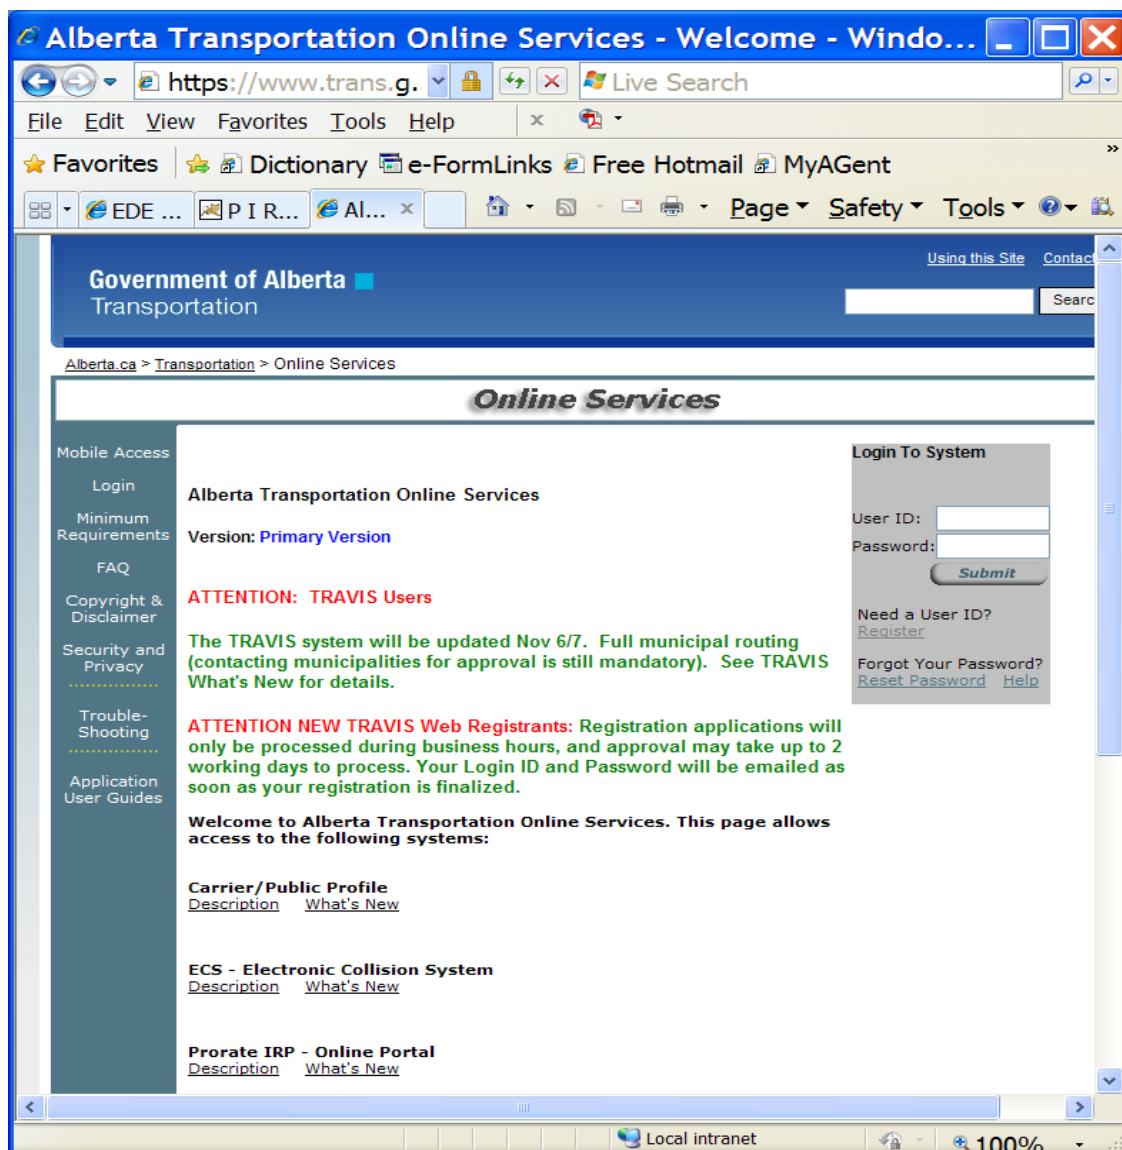 Alberta Transportation Online Services - Welcome - Windo...
https://www.trans.g. Live Search
File Edit View Favorites Tools Help x
Favorites Dictionary e-FormLinks Free Hotmail MyAGent »
EDE ... P I R... Al... x Page Safety Tools
Using this Site Contact
Government of Alberta
Transportation
Searc
Alberta.ca > Transportation > Online Services
Online Services
Mobile Access
Login
Minimum
Requirements
FAQ
Copyright &
Disclaimer
Security and
Privacy
Trouble-
Shooting
Application
User Guides
Alberta Transportation Online Services
Version: Primary Version
ATTENTION: TRAVIS Users
The TRAVIS system will be updated Nov 6/7. Full municipal routing
(contacting municipalities for approval is still mandatory). See TRAVIS
What's New for details.
ATTENTION NEW TRAVIS Web Registrants: Registration applications will
only be processed during business hours, and approval may take up to 2
working days to process. Your Login ID and Password will be emailed as
soon as your registration is finalized.
Welcome to Alberta Transportation Online Services. This page allows
access to the following systems:
Carrier/Public Profile
Description What's New
ECS - Electronic Collision System
Description What's New
Prorate IRP - Online Portal
Description What's New
Login To System
User ID:
Password:
Submit
Need a User ID?
Register
Forgot Your Password?
Reset Password Help
Local intranet 100%